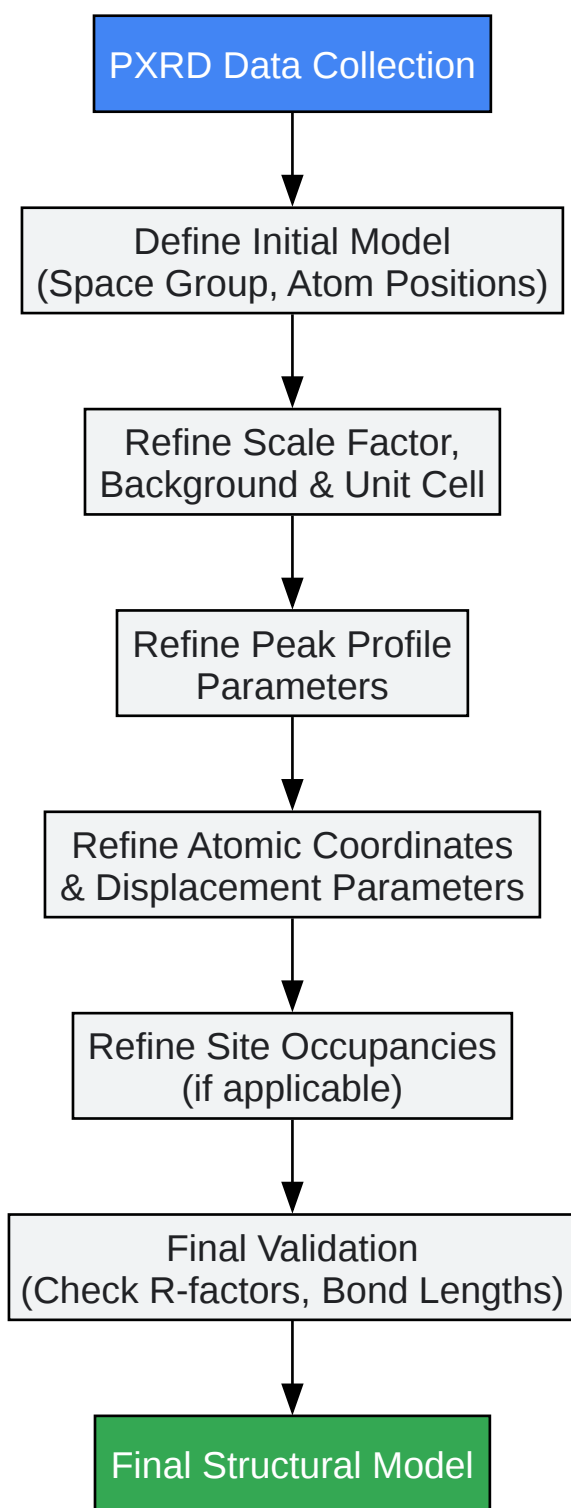 PXRD Data Collection
Define Initial Model
(Space Group, Atom Positions)
Refine Scale Factor,
Background & Unit Cell
Refine Peak Profile
Parameters
Refine Atomic Coordinates
& Displacement Parameters
Refine Site Occupancies
(if applicable)
Final Validation
(Check R-factors, Bond Lengths)
Final Structural Model